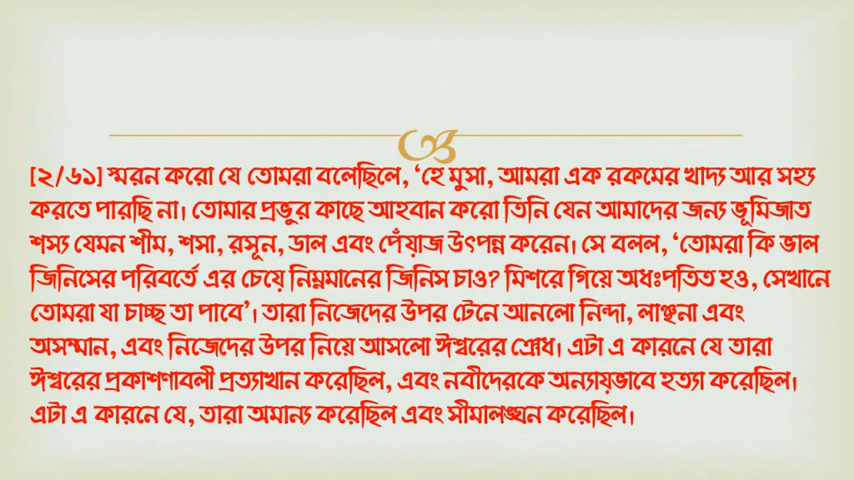 [২/৬১] স্মরন করো যে তোমরা বলেছিলে, ‘হে মুসা, আমরা এক রকমের খাদ্য আর সহ্য
করতে পারছি না। তোমার প্রভুর কাছে আহবান করো তিনি যেন আমাদের জন্য ভূমিজাত
শস্য যেমন শীম, শসা, রসূন, ডাল এবং পেঁয়াজ উৎপন্ন করেন। সে বলল, ‘তোমরা কি ভাল
জিনিসের পরিবর্তে এর চেয়ে নিম্নমানের জিনিস চাও? মিশরে গিয়ে অধঃপতিত হও, সেখানে
তোমরা যা চাচ্ছ তা পাবে’। তারা নিজেদের উপর টেনে আনলো নিন্দা, লাঞ্ছনা এবং
অসম্মান, এবং নিজেদের উপর নিয়ে আসলো ঈশ্বরের ক্রোধ। এটা এ কারনে যে তারা
ঈশ্বরের প্রকাশণাবলী প্রত্যাখান করেছিল, এবং নবীদেরকে অন্যায়ভাবে হত্যা করেছিল।
এটা এ কারনে যে, তারা অমান্য করেছিল এবং সীমালঙ্ঘন করেছিল।